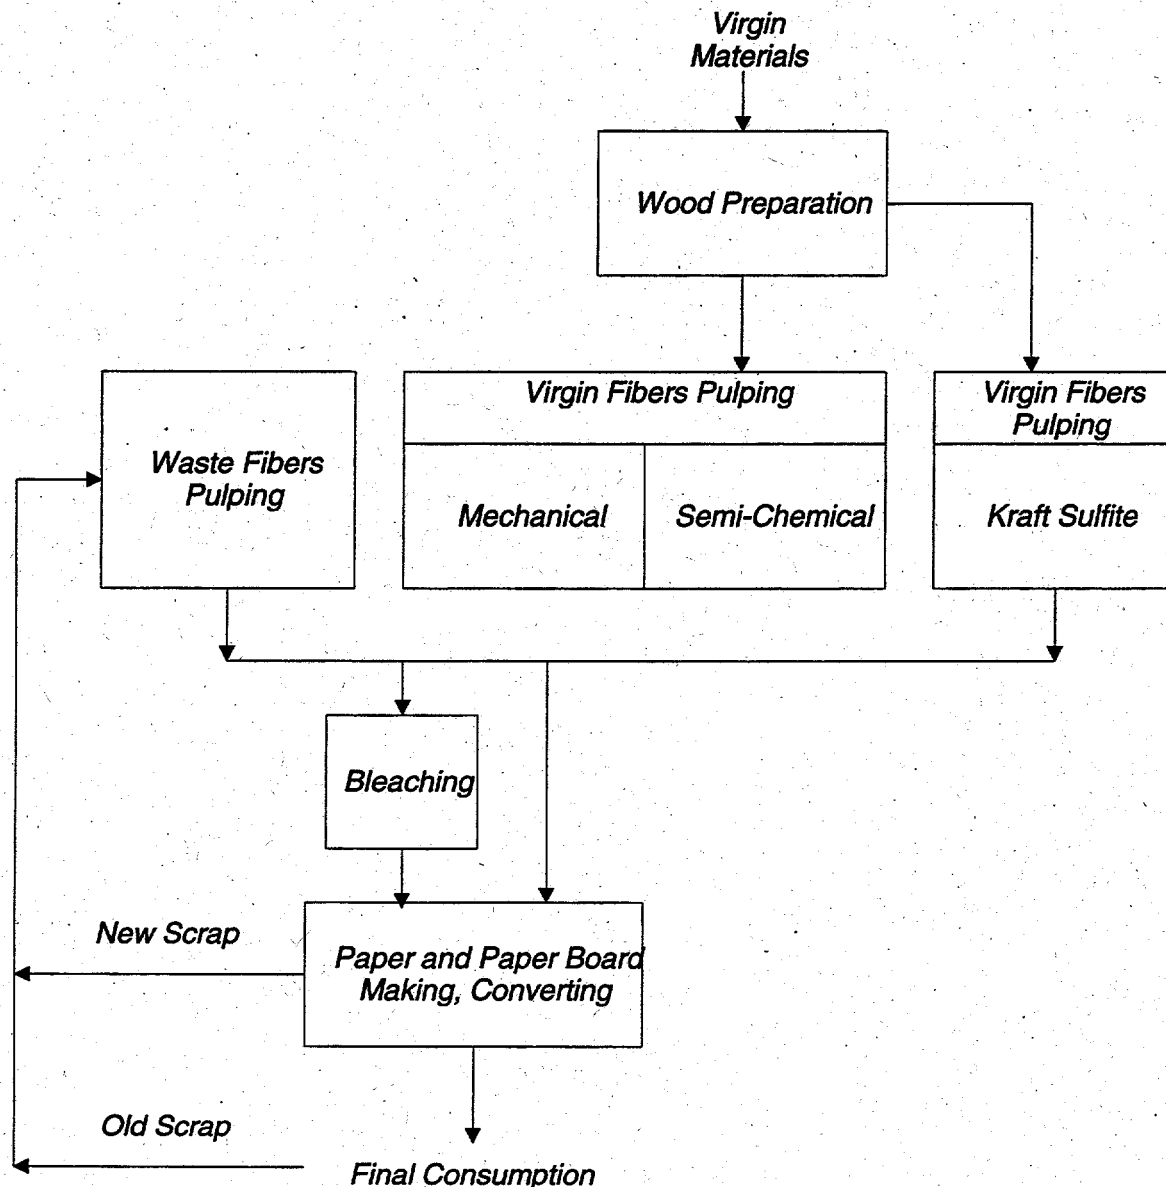 Virgin
Materials
Wood Preparation
Virgin Fibers Pulping
Virgin Fibers
Pulping
Waste Fibers
Pulping
Mechanical
Semi-Chemical
Kraft Sulfite
Bleaching
New Scrap
Paper and Paper Board
Making, Converting
Old Scrap
Final Consumption